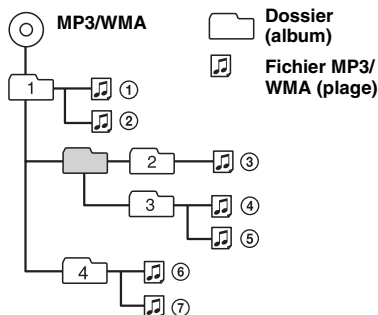 MP3/WMA
Dossier
(album)
Fichier MP3/
WMA (plage)
1
①
②
2
③
3
④
⑤
4
⑥
⑦